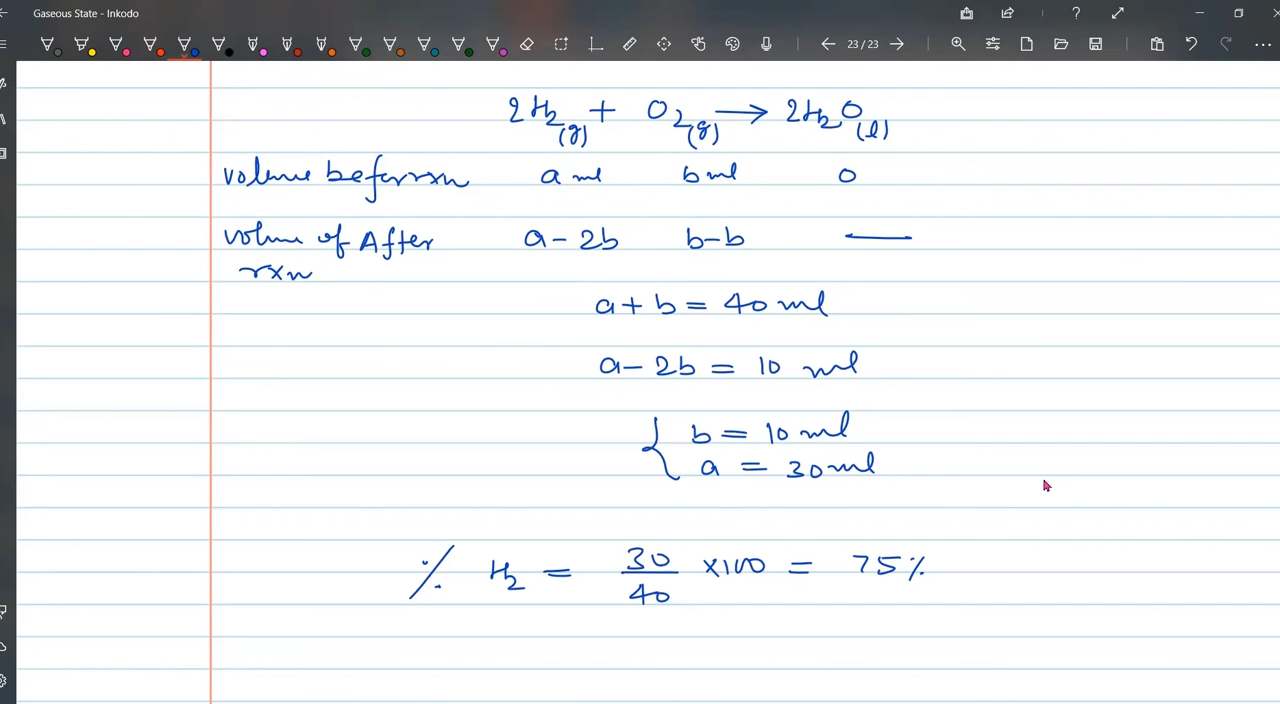 Gaseous State - Inkodo
23/23
2H₂(g) + O₂(g) → 2H₂O(l)
volume before rxn a ml b ml 0
volume of After a - 2b b-b —
rxn
a + b = 40 ml
a - 2b = 10 ml
{ b = 10 ml
a = 30 ml
% H₂ = 30/40 ×100 = 75%